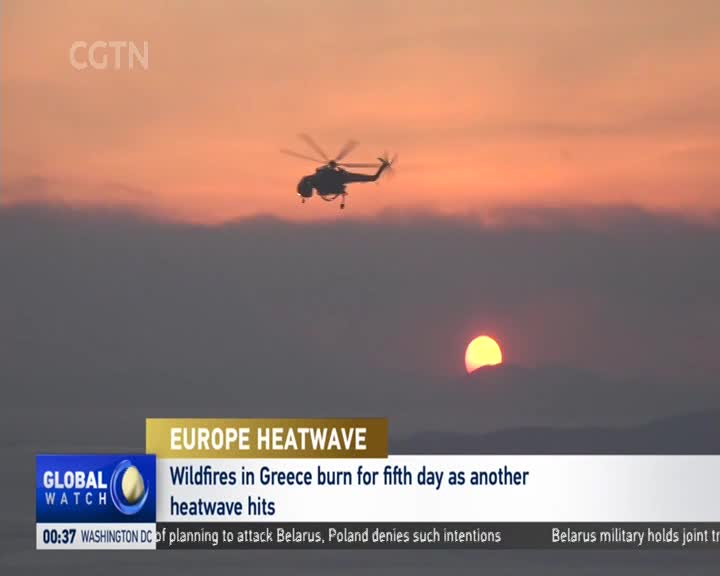 CGTN
EUROPE HEATWAVE
Wildfires in Greece burn for fifth day as another
heatwave hits
GLOBAL
WATCH
00:37 WASHINGTON DC
of planning to attack Belarus, Poland denies such intentions Belarus military holds joint